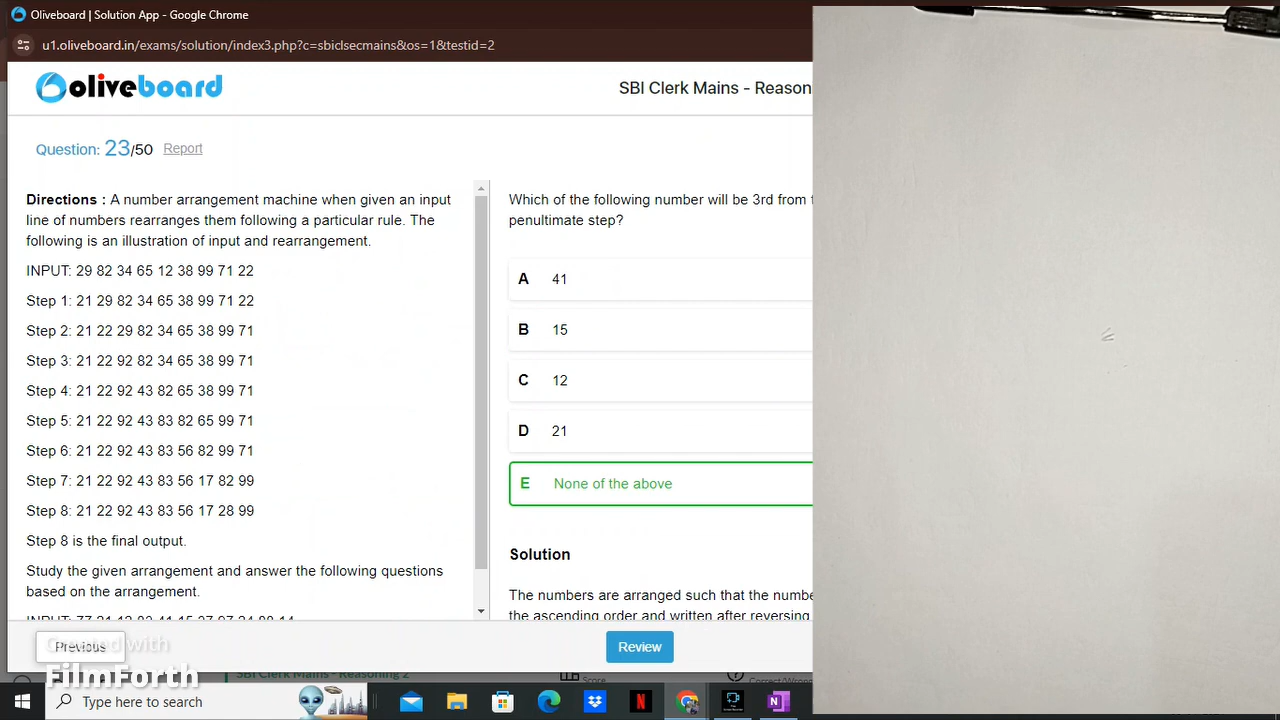 Oliveboard | Solution App - Google Chrome
u1.oliveboard.in/exams/solution/index3.php?c=sbiclsecmains&os=1&testid=2
oliveboard
SBI Clerk Mains - Reason
Question: 23/50 Report
Directions : A number arrangement machine when given an input
line of numbers rearranges them following a particular rule. The
following is an illustration of input and rearrangement.
INPUT: 29 82 34 65 12 38 99 71 22
Step 1: 21 29 82 34 65 38 99 71 22
Step 2: 21 22 29 82 34 65 38 99 71
Step 3: 21 22 92 82 34 65 38 99 71
Step 4: 21 22 92 43 82 65 38 99 71
Step 5: 21 22 92 43 83 82 65 99 71
Step 6: 21 22 92 43 83 56 82 99 71
Step 7: 21 22 92 43 83 56 17 82 99
Step 8: 21 22 92 43 83 56 17 28 99
Step 8 is the final output.
Study the given arrangement and answer the following questions
based on the arrangement.
Which of the following number will be 3rd from
penultimate step?
A 41
B 15
C 12
D 21
E None of the above
Solution
The numbers are arranged such that the numbe
the ascending order and written after reversing
Previous
Review
Created with
FilmForth
SBI Clerk Mains - Reasoning 2
Score
Type here to search